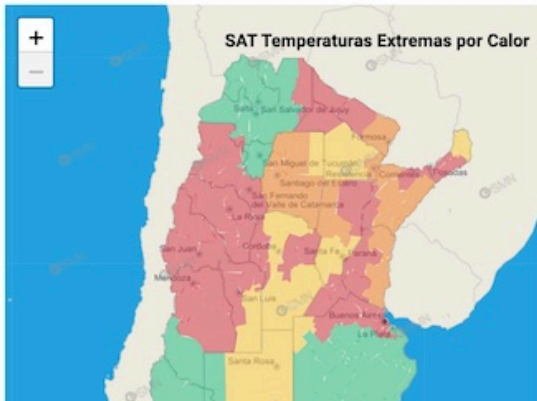 +
SAT Temperaturas Extremas por Calor
−
Salta
San Salvador de Jujuy
Formosa
San Miguel de Tucumán
Resistencia
Corrientes
Posadas
Santiago del Estero
San Fernando
del Valle de Catamarca
La Rioja
San Juan
Córdoba
Santa Fe
Paraná
Mendoza
San Luis
Buenos Aires
La Plata
Santa Rosa
SMN